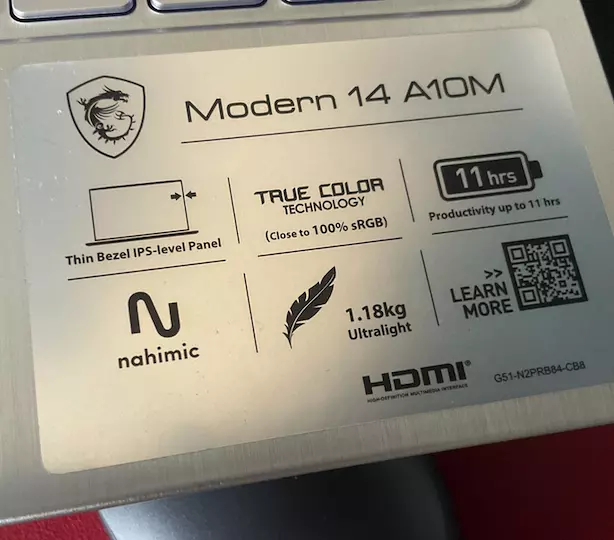 Modern 14 A10M
Thin Bezel IPS-level Panel
TRUE COLOR
TECHNOLOGY
(Close to 100% sRGB)
11 hrs
Productivity up to 11 hrs
nahimic
1.18kg
Ultralight
>>
LEARN
MORE
HDMI®
HIGH-DEFINITION MULTIMEDIA INTERFACE
G51-N2PRB84-CB8